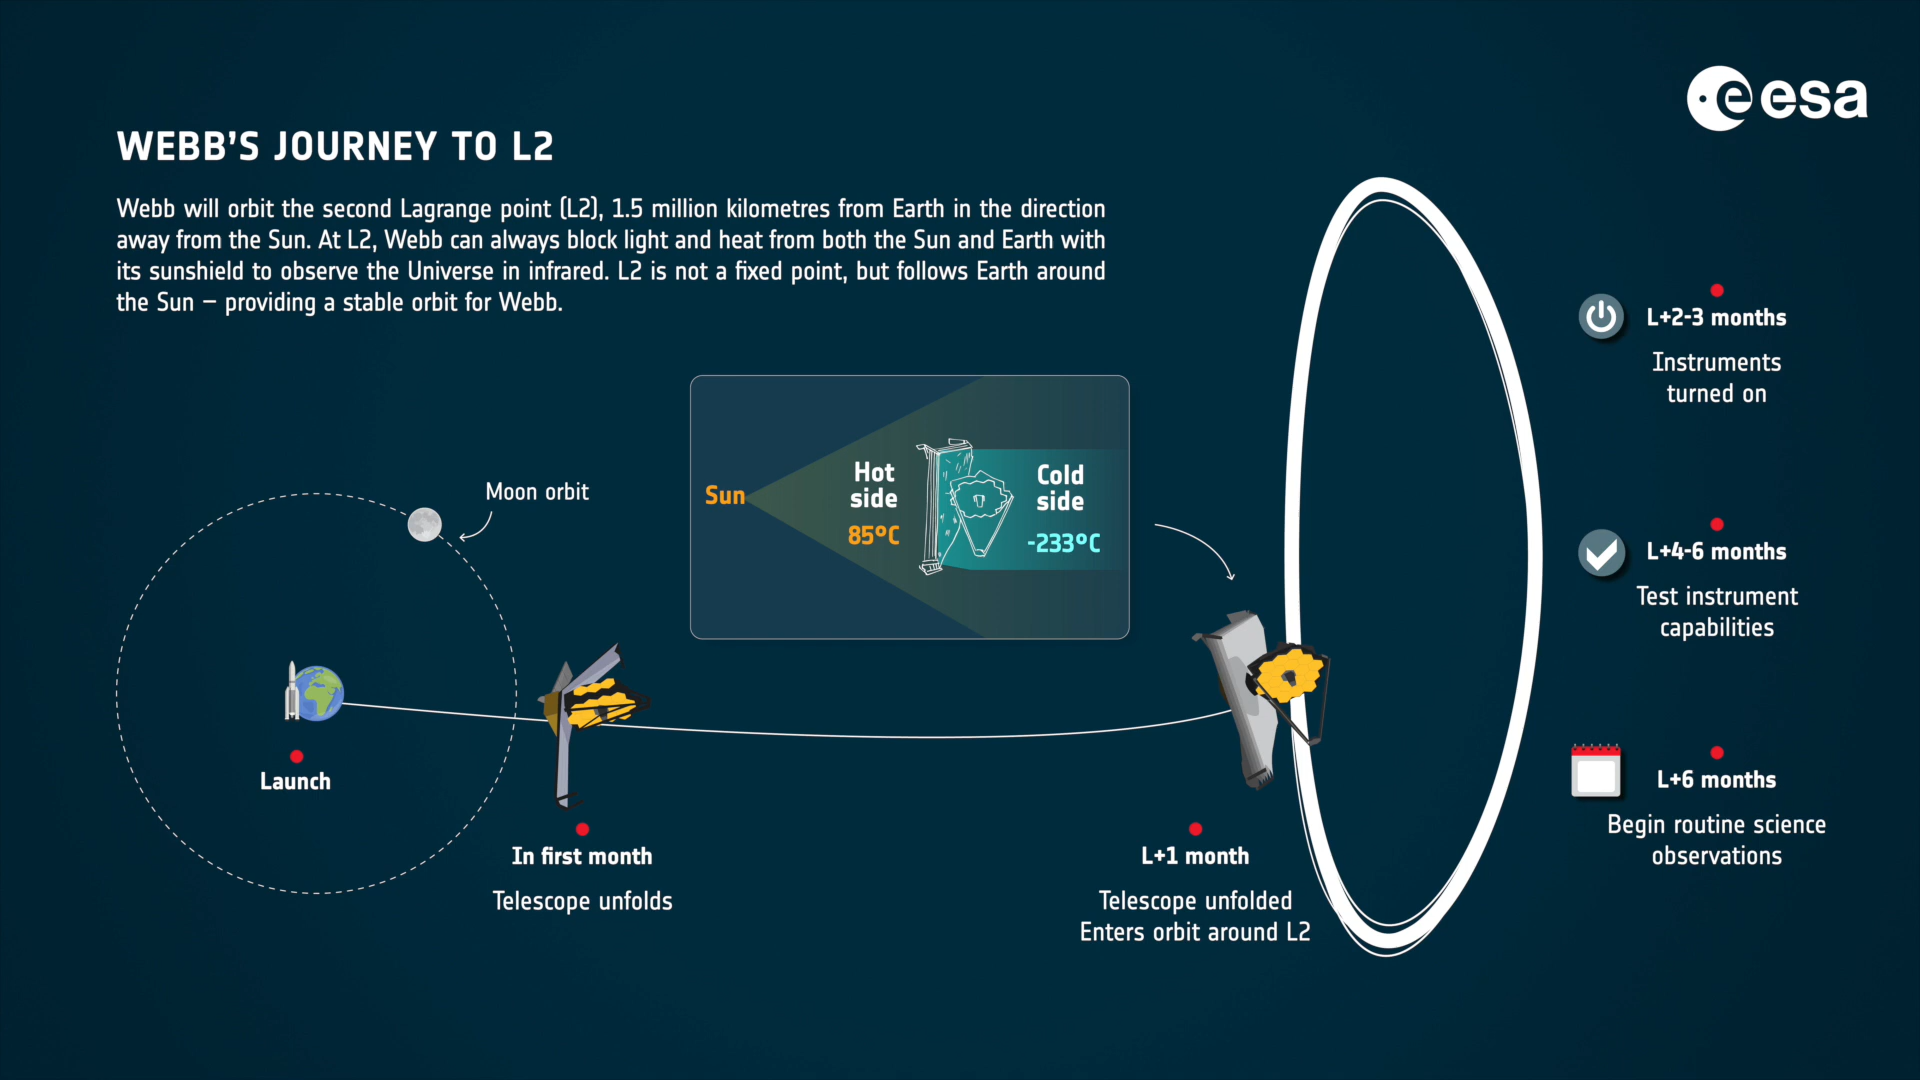 esa
WEBB'S JOURNEY TO L2
Webb will orbit the second Lagrange point (L2), 1.5 million kilometres from Earth in the direction
away from the Sun. At L2, Webb can always block light and heat from both the Sun and Earth with
its sunshield to observe the Universe in infrared. L2 is not a fixed point, but follows Earth around
the Sun – providing a stable orbit for Webb.
Moon orbit
Launch
In first month
Telescope unfolds
Sun
Hot
side
85°C
Cold
side
-233°C
L+1 month
Telescope unfolded
Enters orbit around L2
L+2-3 months
Instruments
turned on
L+4-6 months
Test instrument
capabilities
L+6 months
Begin routine science
observations